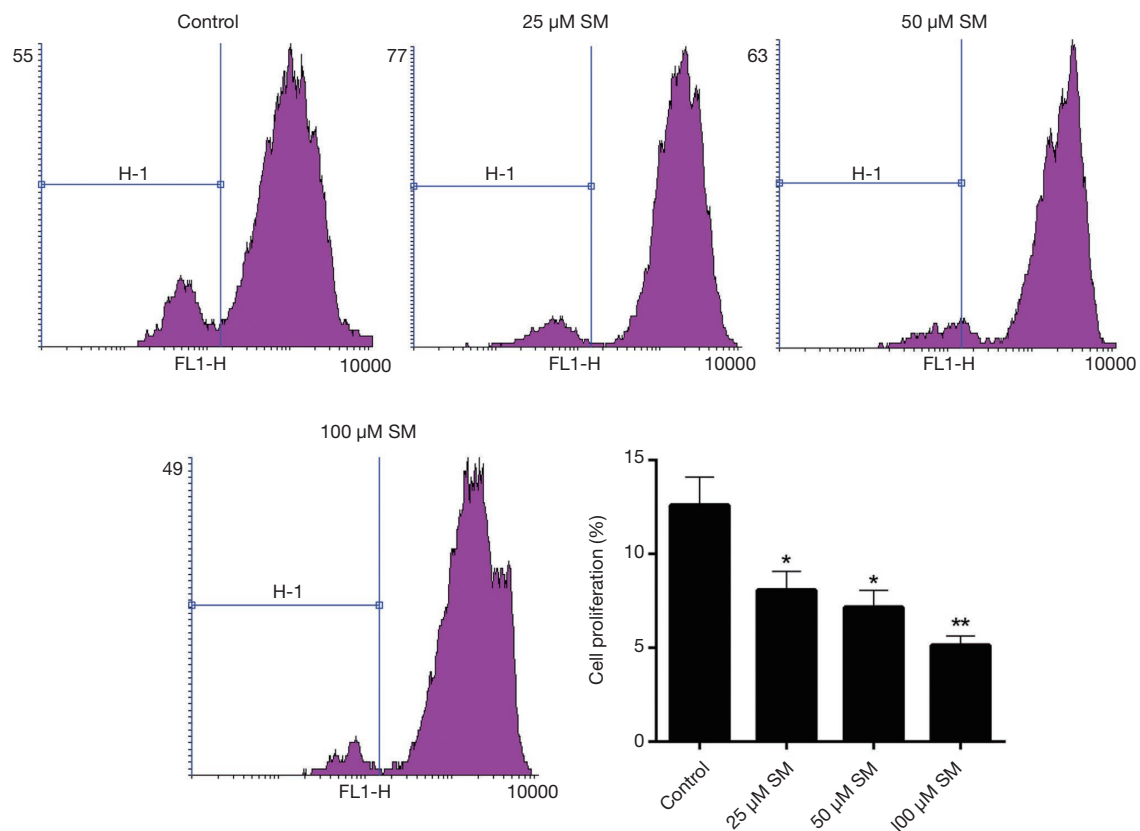 Control
55
H-1
FL1-H
10000
25 µM SM
77
H-1
FL1-H
10000
50 µM SM
63
H-1
FL1-H
10000
100 µM SM
49
H-1
FL1-H
10000
Cell proliferation (%)
15
10
5
0
*
*
**
Control
25 µM SM
50 µM SM
100 µM SM